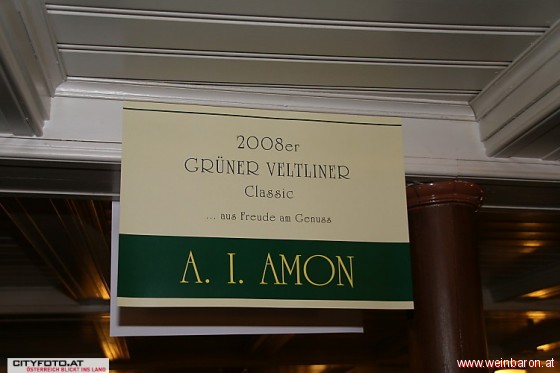 2008er
GRÜNER VELTLINER
Classic
... aus Freude am Genuss
A. I. AMON
CITYFOTO.AT
ÖSTERREICH BLICKT INS LAND
www.weinbaron.at